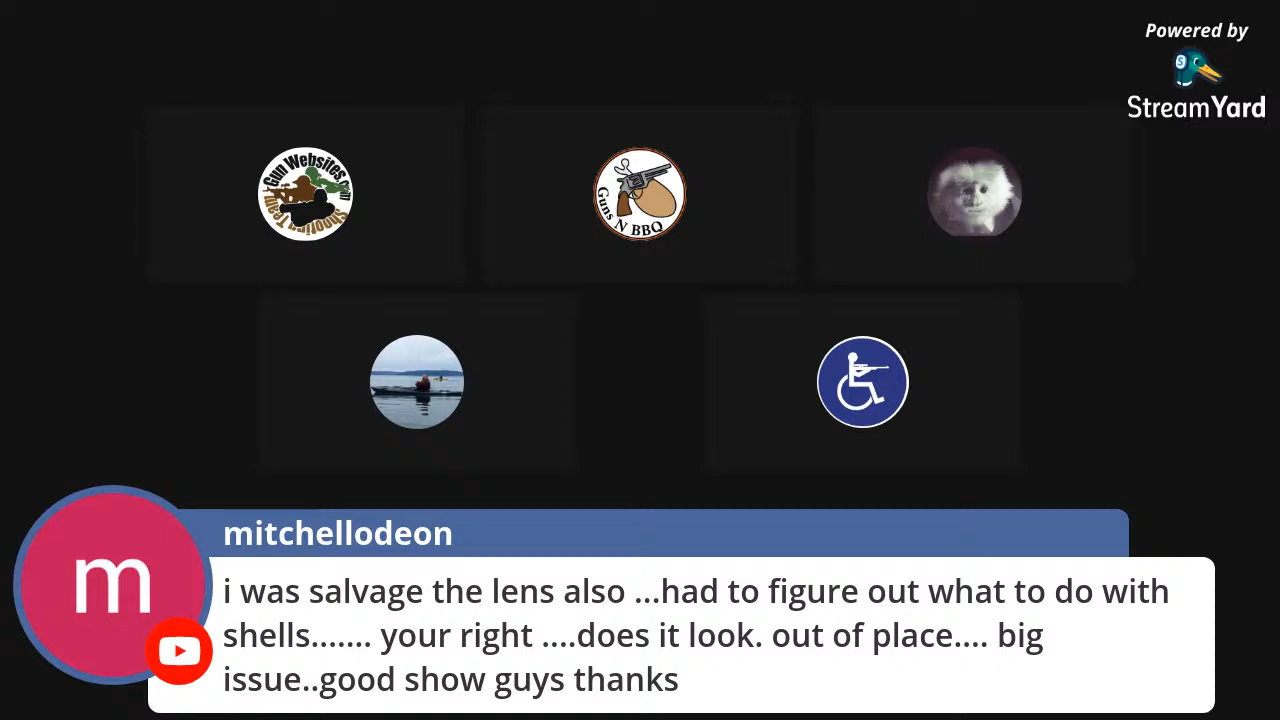 Powered by
StreamYard
Gun Websites.com
Shooting Team
Guns N BBQ
mitchellodeon
m
i was salvage the lens also ...had to figure out what to do with
shells....... your right ....does it look. out of place.... big
issue..good show guys thanks